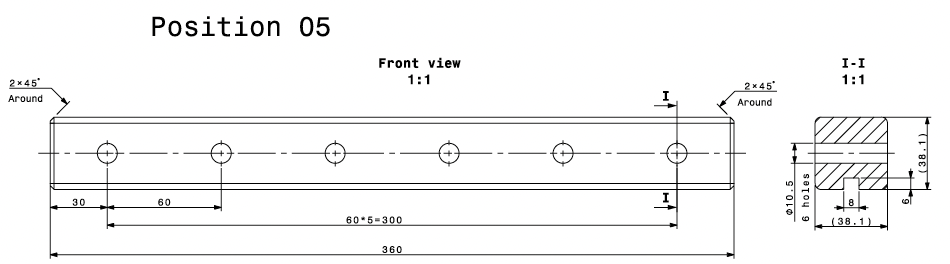 Position 05
Front view
1:1
I-I
1:1
2×45°
Around
I
2×45°
Around
I
30
60
60*5=300
360
Φ10.5
6 holes
8
6
(38.1)
(38.1)